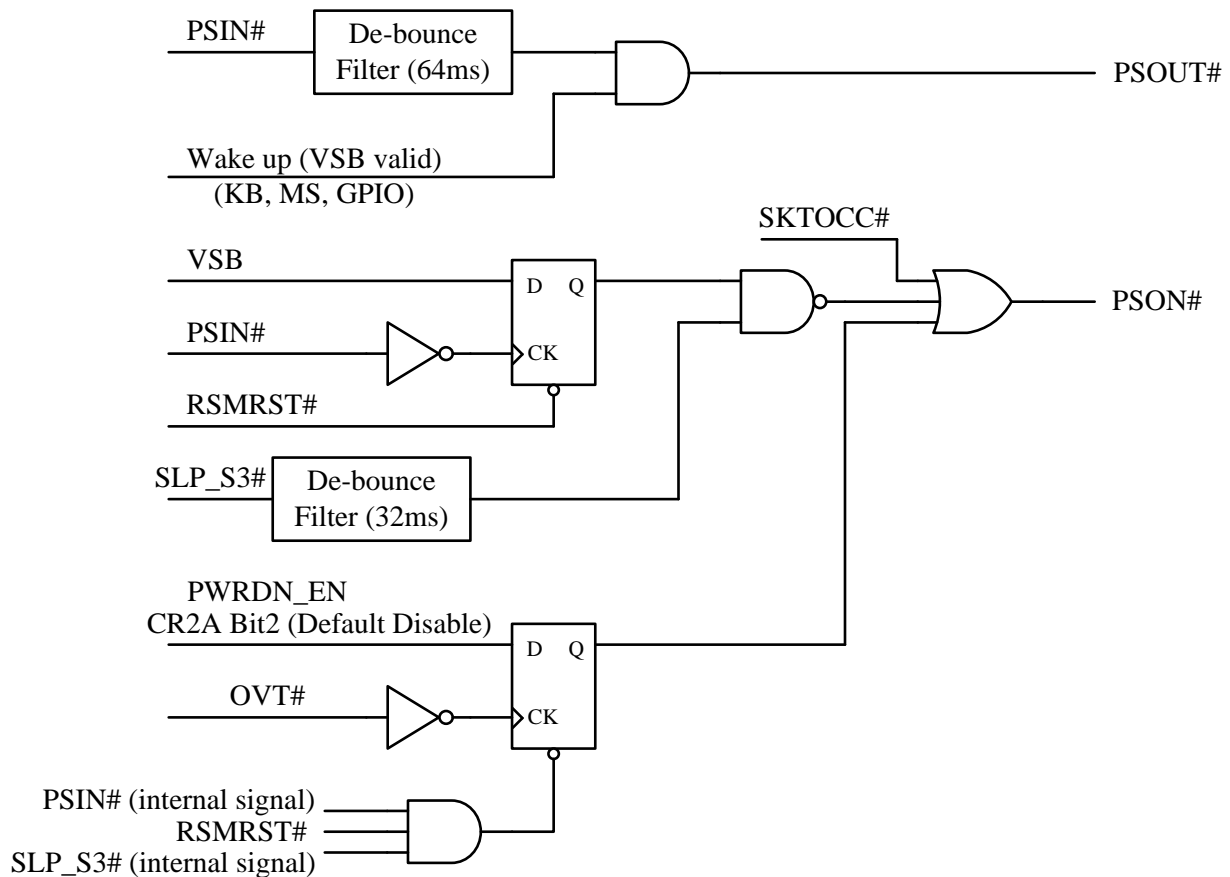 PSIN#
De-bounce
Filter (64ms)
PSOUT#
Wake up (VSB valid)
(KB, MS, GPIO)
SKTOCC#
VSB
D Q
PSON#
PSIN#
CK
RSMRST#
SLP_S3#
De-bounce
Filter (32ms)
PWRDN_EN
CR2A Bit2 (Default Disable)
D Q
OVT#
CK
PSIN# (internal signal)
RSMRST#
SLP_S3# (internal signal)